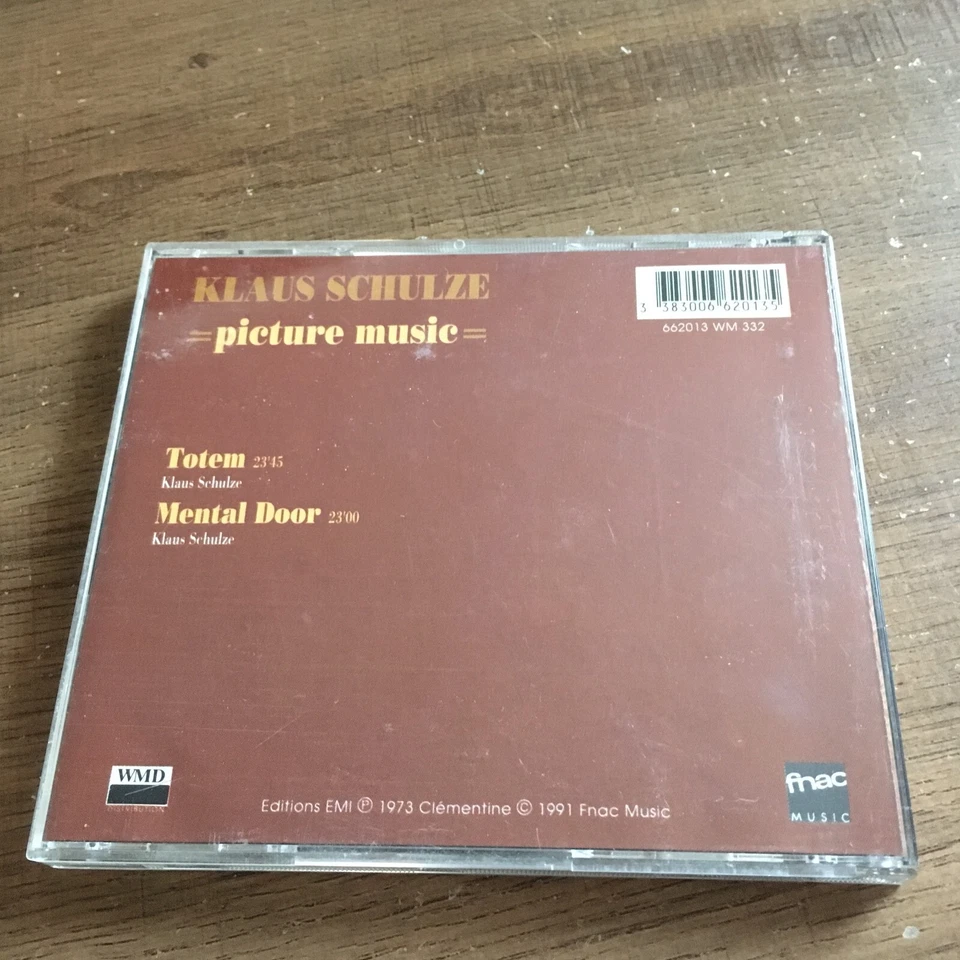 KLAUS SCHULZE
=picture music=
3 383006 620135
662013 WM 332
Totem 23'45
Klaus Schulze
Mental Door 23'00
Klaus Schulze
WMD
Editions EMI ℗ 1973 Clémentine © 1991 Fnac Music
fnac
MUSIC